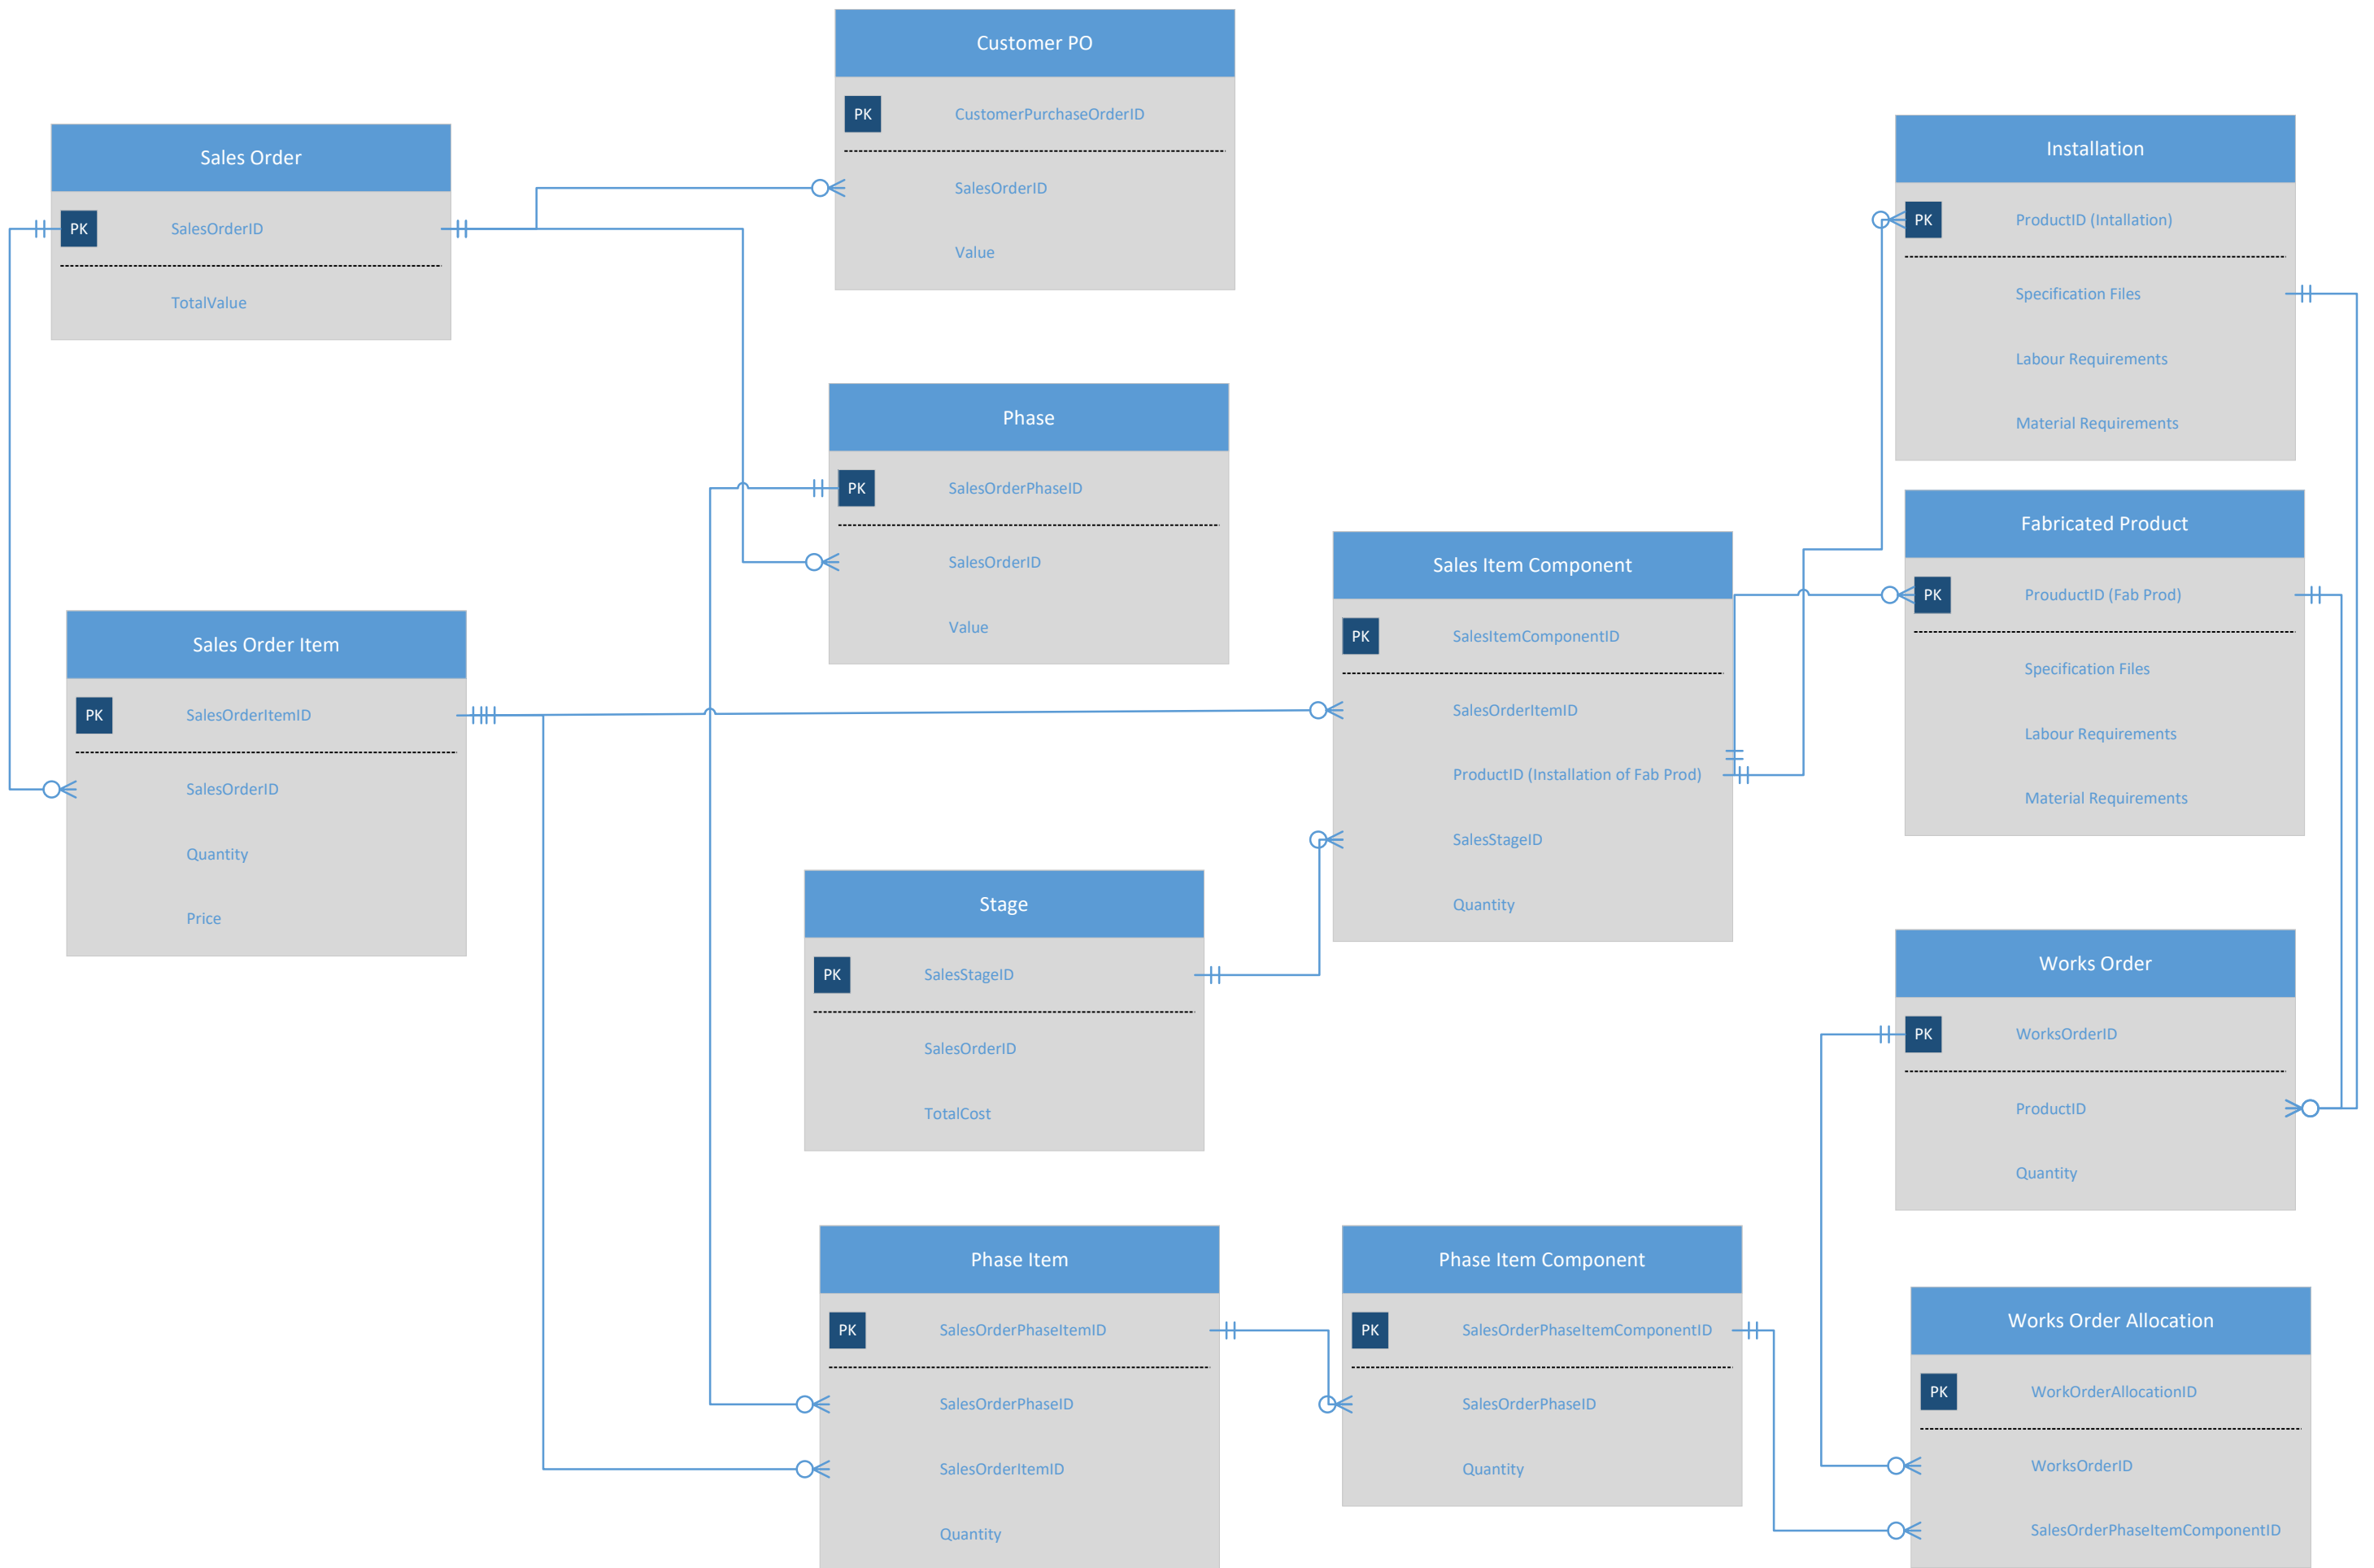 Customer PO
PK CustomerPurchaseOrderID
SalesOrderID
Value
Sales Order
PK SalesOrderID
TotalValue
Installation
PK ProductID (Intallation)
Specification Files
Labour Requirements
Material Requirements
Phase
PK SalesOrderPhaseID
SalesOrderID
Value
Fabricated Product
PK ProuductID (Fab Prod)
Specification Files
Labour Requirements
Material Requirements
Sales Item Component
PK SalesItemComponentID
SalesOrderItemID
ProductID (Installation of Fab Prod)
SalesStageID
Quantity
Sales Order Item
PK SalesOrderItemID
SalesOrderID
Quantity
Price
Stage
PK SalesStageID
SalesOrderID
TotalCost
Works Order
PK WorksOrderID
ProductID
Quantity
Phase Item
PK SalesOrderPhaseItemID
SalesOrderPhaseID
SalesOrderItemID
Quantity
Phase Item Component
PK SalesOrderPhaseItemComponentID
SalesOrderPhaseID
Quantity
Works Order Allocation
PK WorkOrderAllocationID
WorksOrderID
SalesOrderPhaseItemComponentID